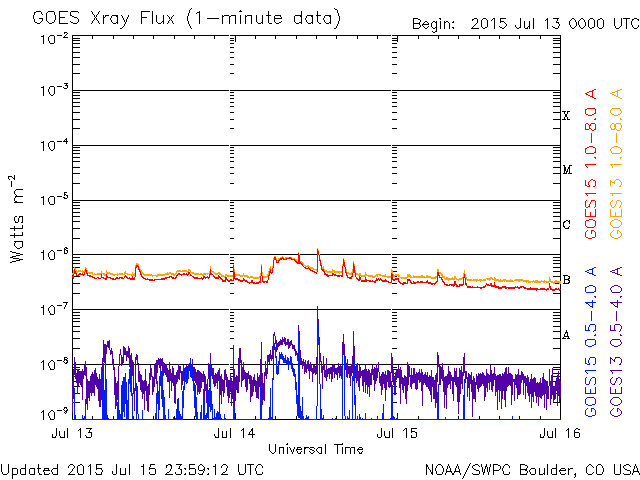 GOES Xray Flux (1-minute data)
Begin: 2015 Jul 13 0000 UTC
10^-2
10^-3
10^-4
10^-5
10^-6
10^-7
10^-8
10^-9
Watts m^-2
X
M
C
B
A
GOES15 1.0-8.0 A
GOES13 1.0-8.0 A
GOES15 0.5-4.0 A
GOES13 0.5-4.0 A
Jul 13
Jul 14
Jul 15
Jul 16
Universal Time
Updated 2015 Jul 15 23:59:12 UTC
NOAA/SWPC Boulder, CO USA